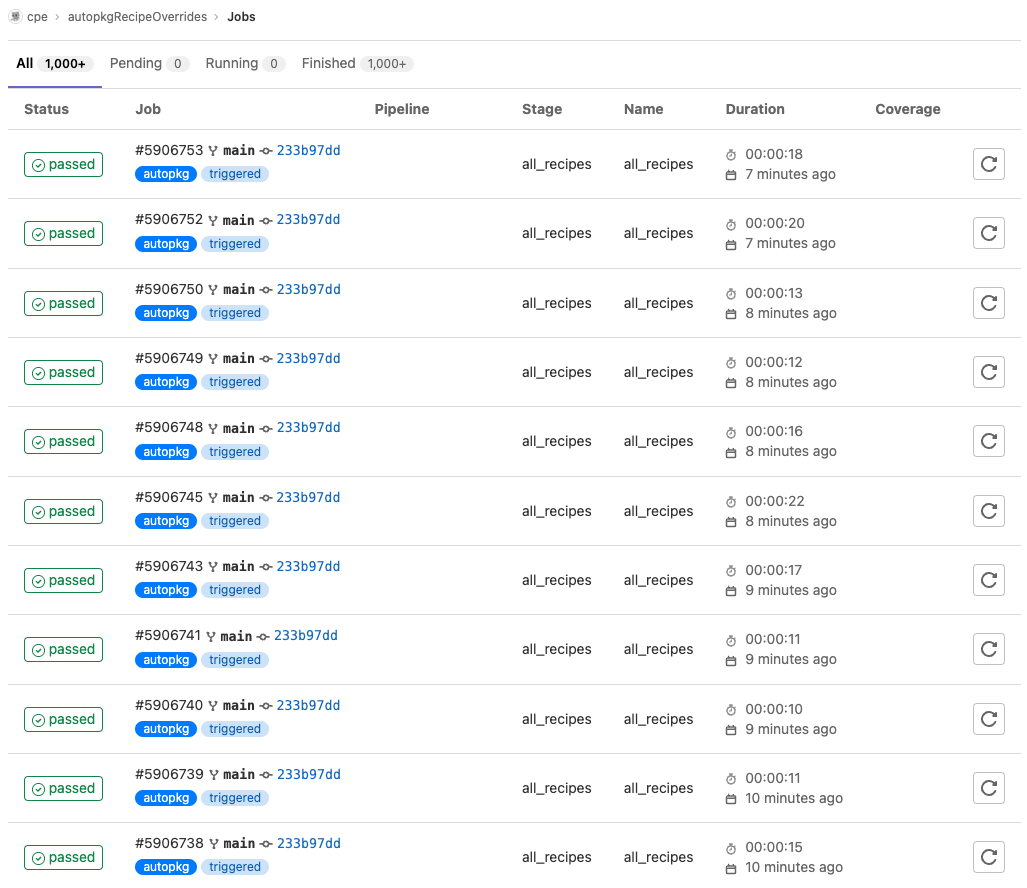 cpe › autopkgRecipeOverrides › Jobs
All 1,000+ Pending 0 Running 0 Finished 1,000+
Status Job Pipeline Stage Name Duration Coverage
passed #5906753 main 233b97dd all_recipes all_recipes 00:00:18
autopkg triggered 7 minutes ago
passed #5906752 main 233b97dd all_recipes all_recipes 00:00:20
autopkg triggered 7 minutes ago
passed #5906750 main 233b97dd all_recipes all_recipes 00:00:13
autopkg triggered 8 minutes ago
passed #5906749 main 233b97dd all_recipes all_recipes 00:00:12
autopkg triggered 8 minutes ago
passed #5906748 main 233b97dd all_recipes all_recipes 00:00:16
autopkg triggered 8 minutes ago
passed #5906745 main 233b97dd all_recipes all_recipes 00:00:22
autopkg triggered 8 minutes ago
passed #5906743 main 233b97dd all_recipes all_recipes 00:00:17
autopkg triggered 9 minutes ago
passed #5906741 main 233b97dd all_recipes all_recipes 00:00:11
autopkg triggered 9 minutes ago
passed #5906740 main 233b97dd all_recipes all_recipes 00:00:10
autopkg triggered 9 minutes ago
passed #5906739 main 233b97dd all_recipes all_recipes 00:00:11
autopkg triggered 10 minutes ago
passed #5906738 main 233b97dd all_recipes all_recipes 00:00:15
autopkg triggered 10 minutes ago